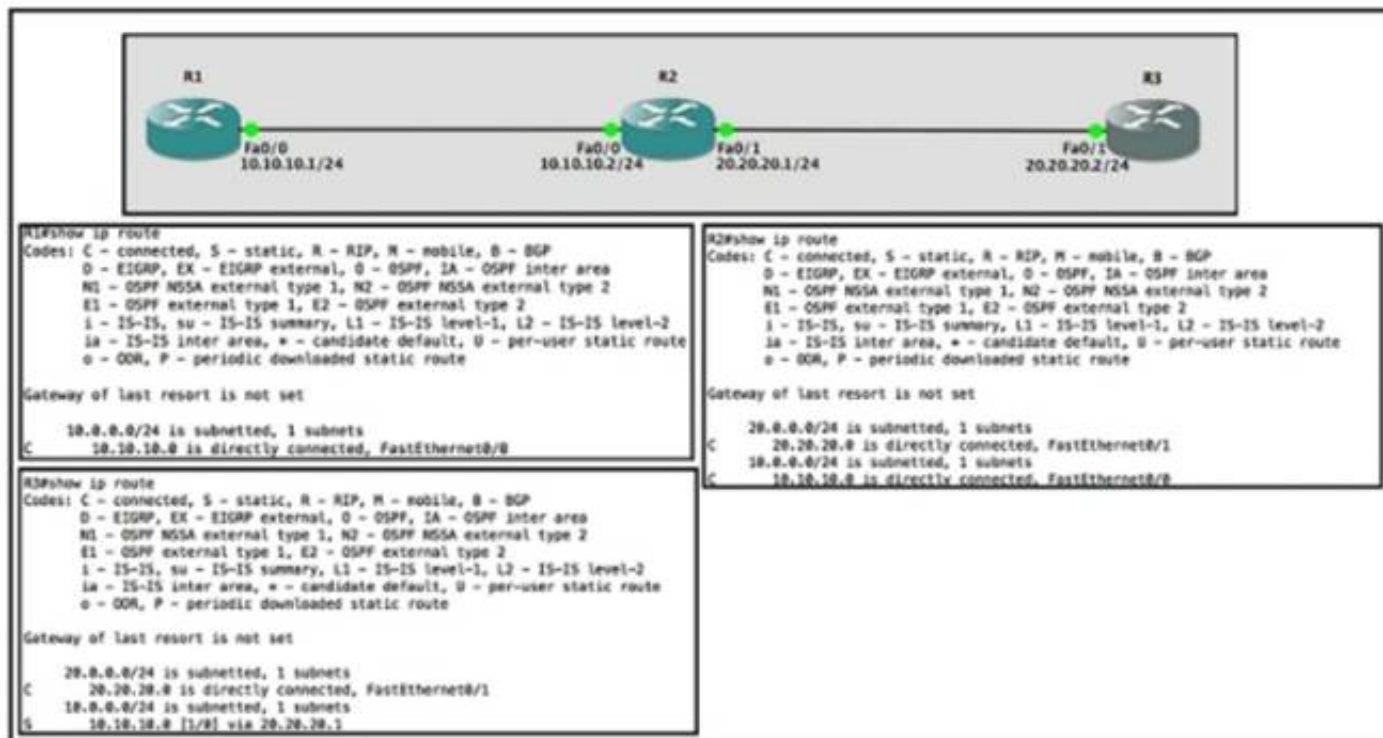 R1
R2
R3
Fa0/0
10.10.10.1/24
Fa0/0
10.10.10.2/24
Fa0/1
20.20.20.1/24
Fa0/1
20.20.20.2/24
R1#show ip route
Codes: C - connected, S - static, R - RIP, M - mobile, B - BGP
D - EIGRP, EX - EIGRP external, O - OSPF, IA - OSPF inter area
N1 - OSPF NSSA external type 1, N2 - OSPF NSSA external type 2
E1 - OSPF external type 1, E2 - OSPF external type 2
i - IS-IS, su - IS-IS summary, L1 - IS-IS level-1, L2 - IS-IS level-2
ia - IS-IS inter area, * - candidate default, U - per-user static route
o - ODR, P - periodic downloaded static route
Gateway of last resort is not set
10.0.0.0/24 is subnetted, 1 subnets
C 10.10.10.0 is directly connected, FastEthernet0/0
R2#show ip route
Codes: C - connected, S - static, R - RIP, M - mobile, B - BGP
D - EIGRP, EX - EIGRP external, O - OSPF, IA - OSPF inter area
N1 - OSPF NSSA external type 1, N2 - OSPF NSSA external type 2
E1 - OSPF external type 1, E2 - OSPF external type 2
i - IS-IS, su - IS-IS summary, L1 - IS-IS level-1, L2 - IS-IS level-2
ia - IS-IS inter area, * - candidate default, U - per-user static route
o - ODR, P - periodic downloaded static route
Gateway of last resort is not set
20.0.0.0/24 is subnetted, 1 subnets
C 20.20.20.0 is directly connected, FastEthernet0/1
10.0.0.0/24 is subnetted, 1 subnets
C 10.10.10.0 is directly connected, FastEthernet0/0
R3#show ip route
Codes: C - connected, S - static, R - RIP, M - mobile, B - BGP
D - EIGRP, EX - EIGRP external, O - OSPF, IA - OSPF inter area
N1 - OSPF NSSA external type 1, N2 - OSPF NSSA external type 2
E1 - OSPF external type 1, E2 - OSPF external type 2
i - IS-IS, su - IS-IS summary, L1 - IS-IS level-1, L2 - IS-IS level-2
ia - IS-IS inter area, * - candidate default, U - per-user static route
o - ODR, P - periodic downloaded static route
Gateway of last resort is not set
20.0.0.0/24 is subnetted, 1 subnets
C 20.20.20.0 is directly connected, FastEthernet0/1
10.0.0.0/24 is subnetted, 1 subnets
S 10.10.10.0 [1/0] via 20.20.20.1